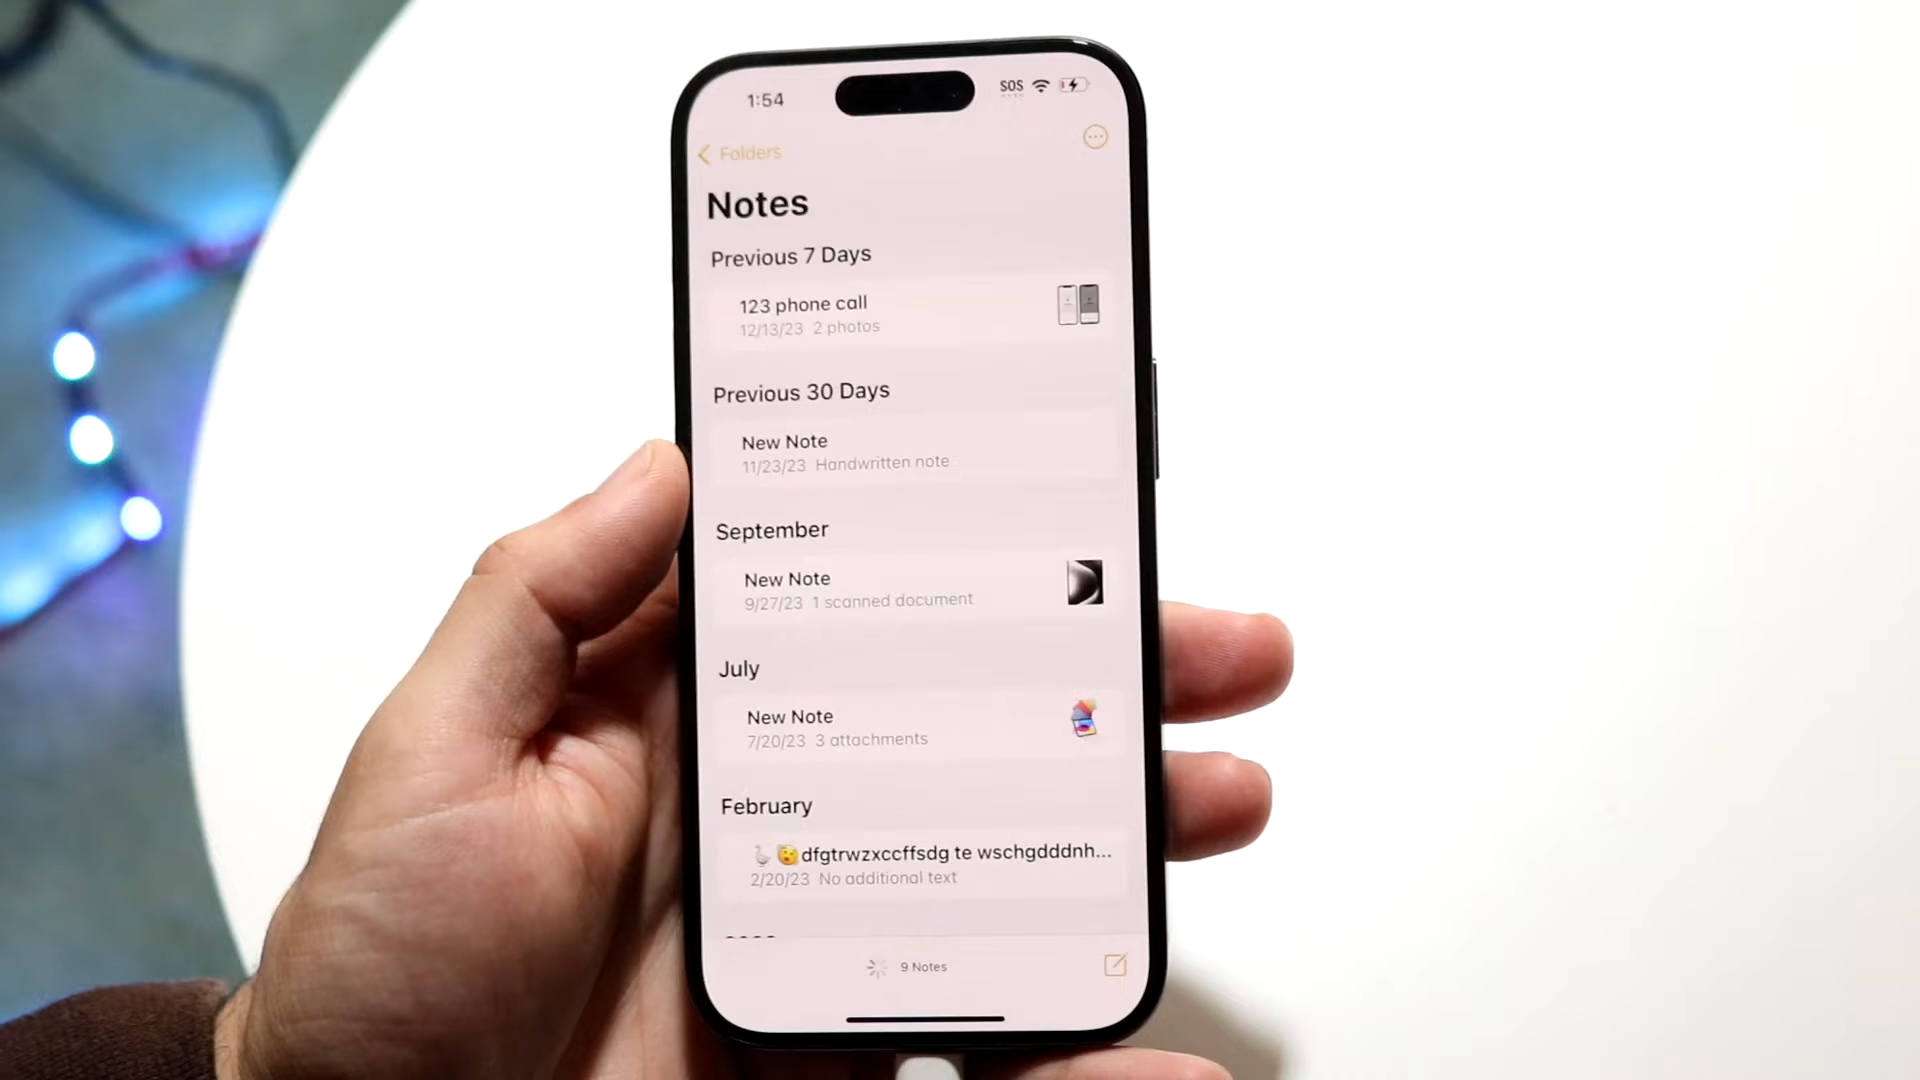 1:54
SOS
Folders
Notes
Previous 7 Days
123 phone call
12/13/23 2 photos
Previous 30 Days
New Note
11/23/23 Handwritten note
September
New Note
9/27/23 1 scanned document
July
New Note
7/20/23 3 attachments
February
🦢🥱dfgtrwzxccffsdg te wschgdddnh...
2/20/23 No additional text
9 Notes